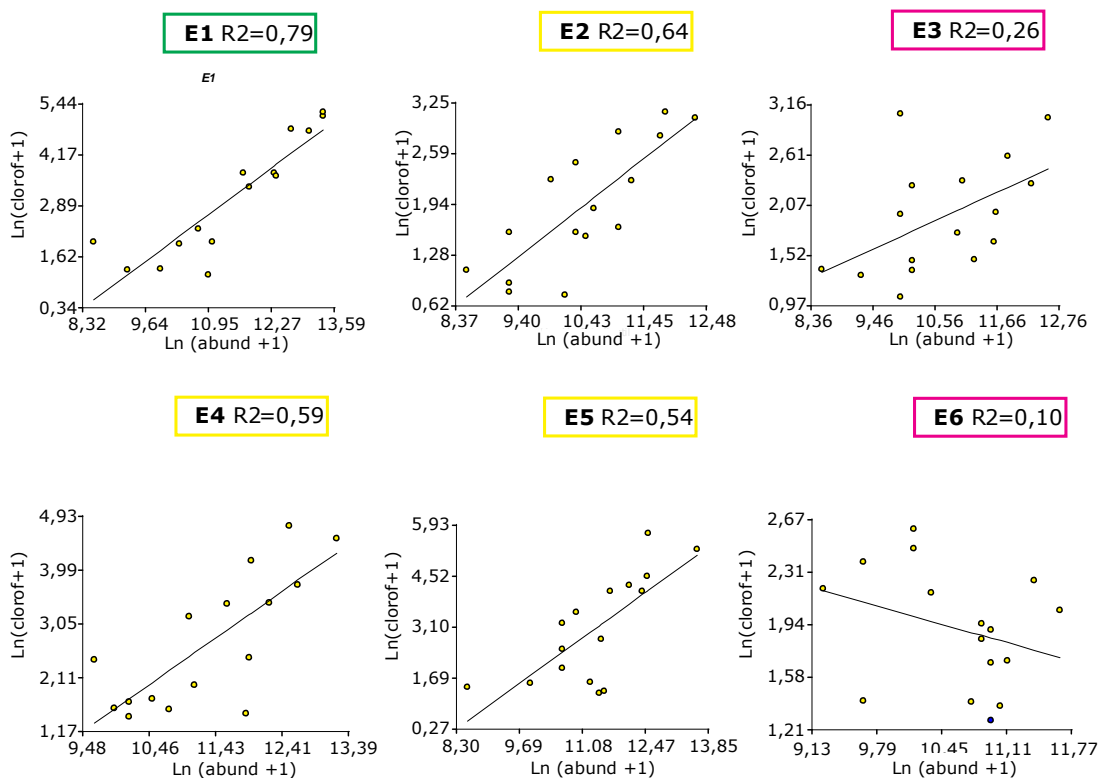 E1 R2=0,79
E2 R2=0,64
E3 R2=0,26
E1
5,44
4,17
2,89
1,62
0,34
Ln(clorof+1)
8,32 9,64 10,95 12,27 13,59
Ln (abund +1)
3,25
2,59
1,94
1,28
0,62
Ln(clorof+1)
8,37 9,40 10,43 11,45 12,48
Ln (abund +1)
3,16
2,61
2,07
1,52
0,97
Ln(clorof+1)
8,36 9,46 10,56 11,66 12,76
Ln (abund +1)
E4 R2=0,59
E5 R2=0,54
E6 R2=0,10
4,93
3,99
3,05
2,11
1,17
Ln(clorof+1)
9,48 10,46 11,43 12,41 13,39
Ln (abund +1)
5,93
4,52
3,10
1,69
0,27
Ln(clorof+1)
8,30 9,69 11,08 12,47 13,85
Ln (abund +1)
2,67
2,31
1,94
1,58
1,21
Ln(clorof+1)
9,13 9,79 10,45 11,11 11,77
Ln (abund +1)